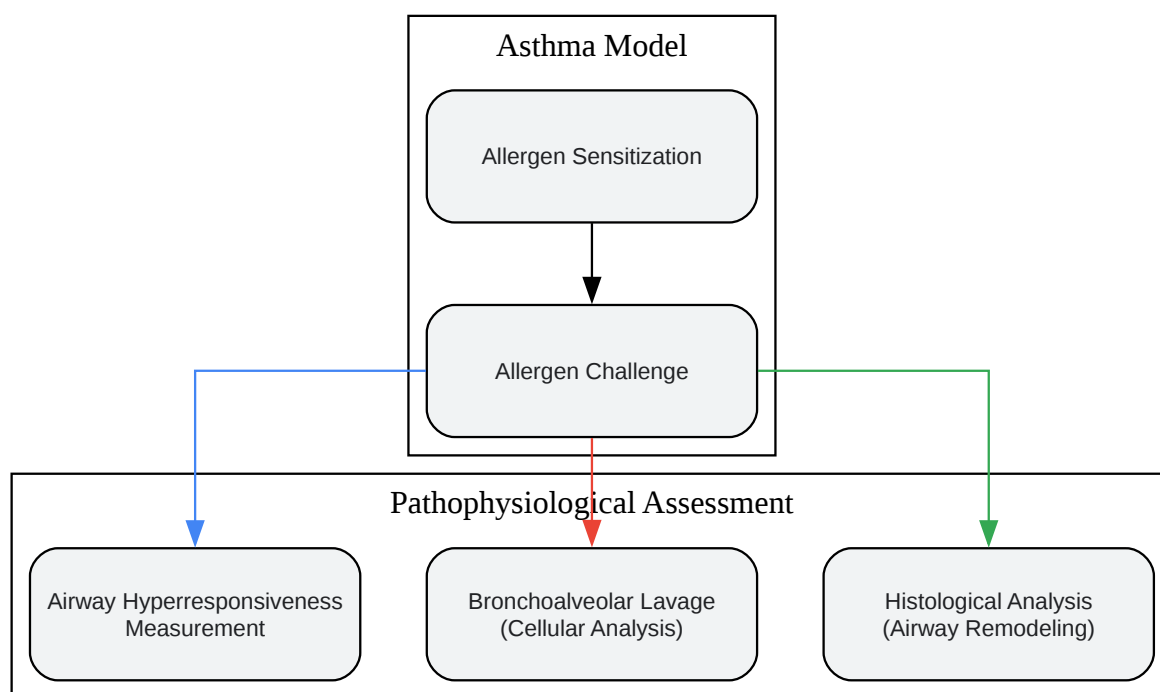 Asthma Model
Allergen Sensitization
Allergen Challenge
Pathophysiological Assessment
Airway Hyperresponsiveness
Measurement
Bronchoalveolar Lavage
(Cellular Analysis)
Histological Analysis
(Airway Remodeling)